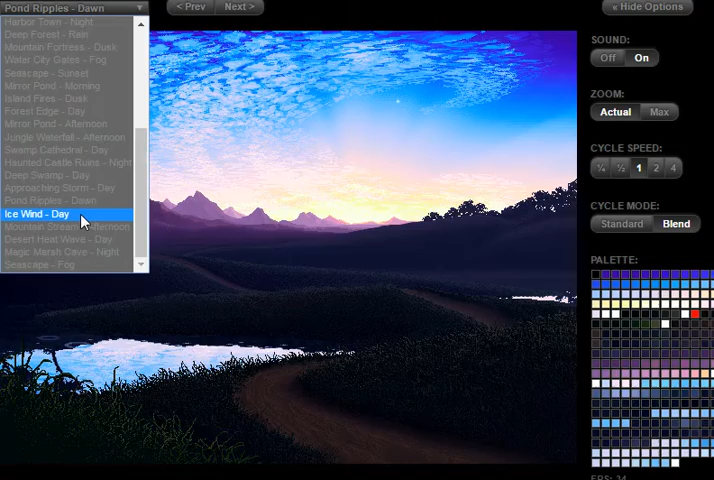 Pond Ripples - Dawn
< Prev
Next >
« Hide Options
Harbor Town - Night
Deep Forest - Rain
Mountain Fortress - Dusk
Water City Gates - Fog
Seascape - Sunset
Mirror Pond - Morning
Island Fires - Dusk
Forest Edge - Day
Mirror Pond - Afternoon
Jungle Waterfall - Afternoon
Swamp Cathedral - Day
Haunted Castle Ruins - Night
Deep Swamp - Day
Approaching Storm - Day
Pond Ripples - Dawn
Ice Wind - Day
Mountain Stream - Afternoon
Desert Heat Wave - Day
Magic Marsh Cave - Night
Seascape - Fog
SOUND:
Off On
ZOOM:
Actual Max
CYCLE SPEED:
¼ ½ 1 2 4
CYCLE MODE:
Standard Blend
PALETTE:
FPS: 34